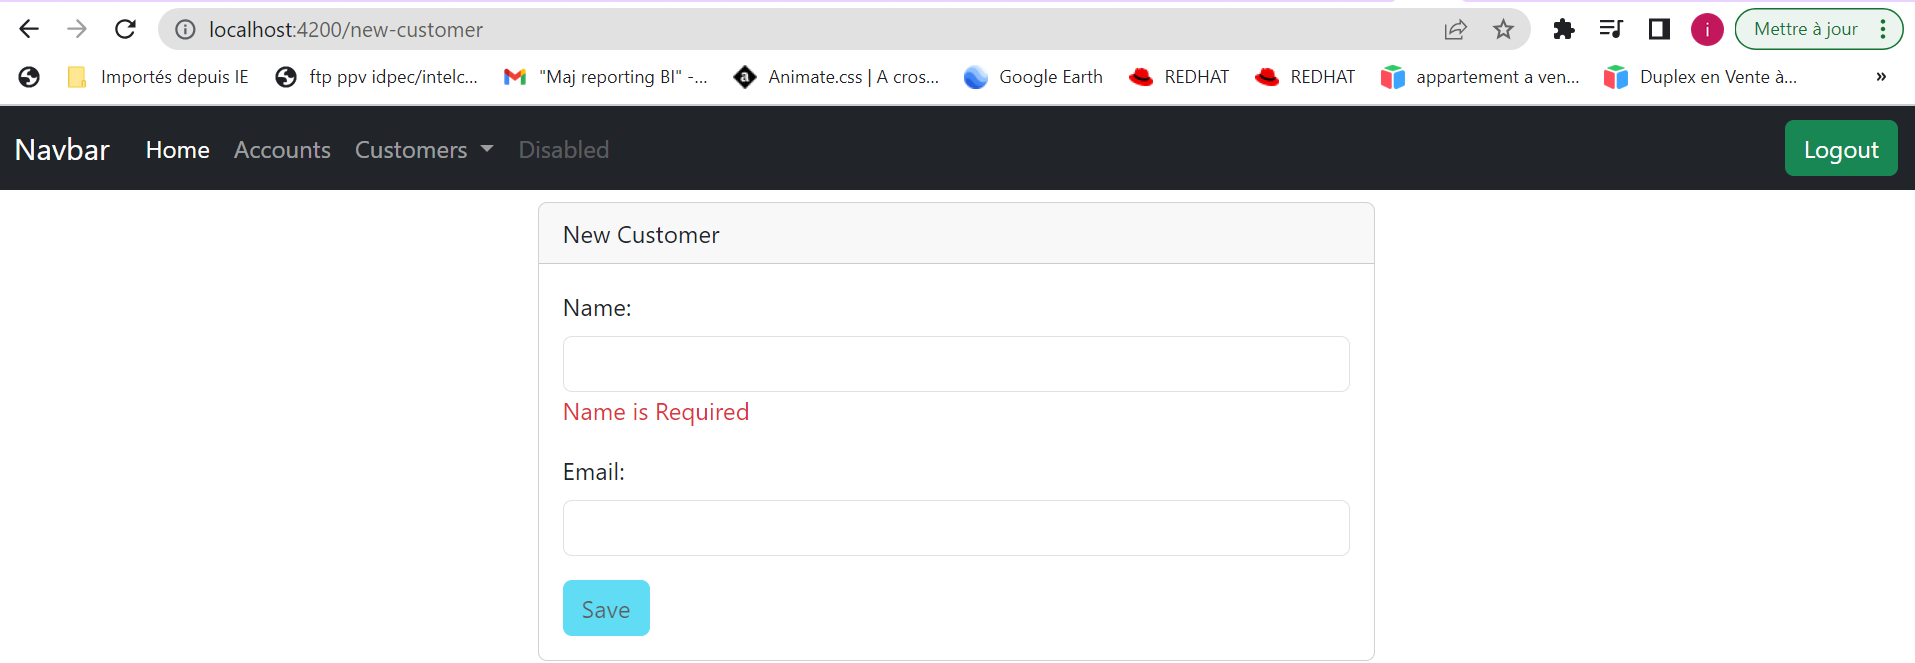 localhost:4200/new-customer
Mettre à jour
i
Importés depuis IE
ftp ppv idpec/intelc...
"Maj reporting BI" -...
a
Animate.css | A cros...
Google Earth
REDHAT
REDHAT
appartement a ven...
Duplex en Vente à...
»
Navbar
Home
Accounts
Customers
Disabled
Logout
New Customer
Name:
Name is Required
Email:
Save